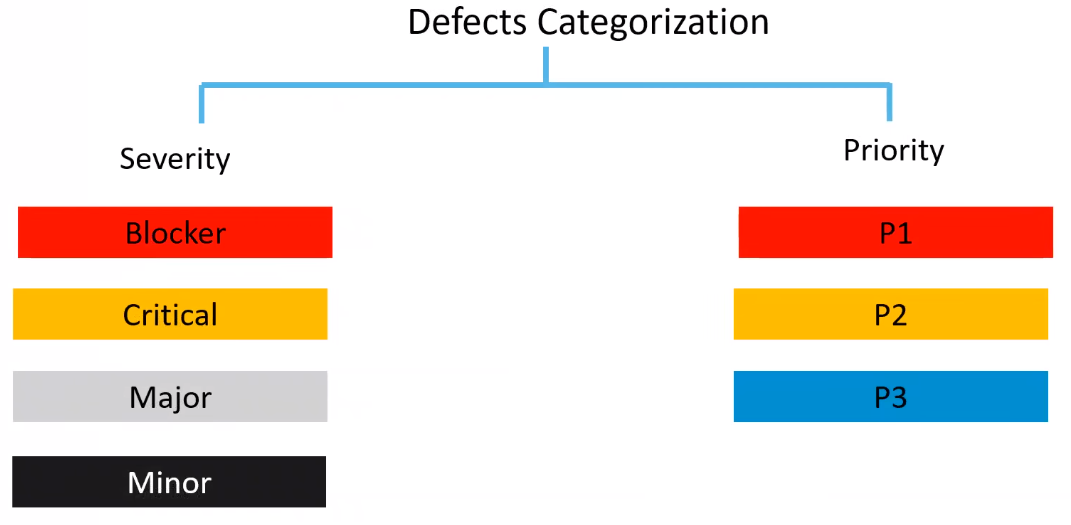 Defects Categorization
Severity
Priority
Blocker
P1
Critical
P2
Major
P3
Minor